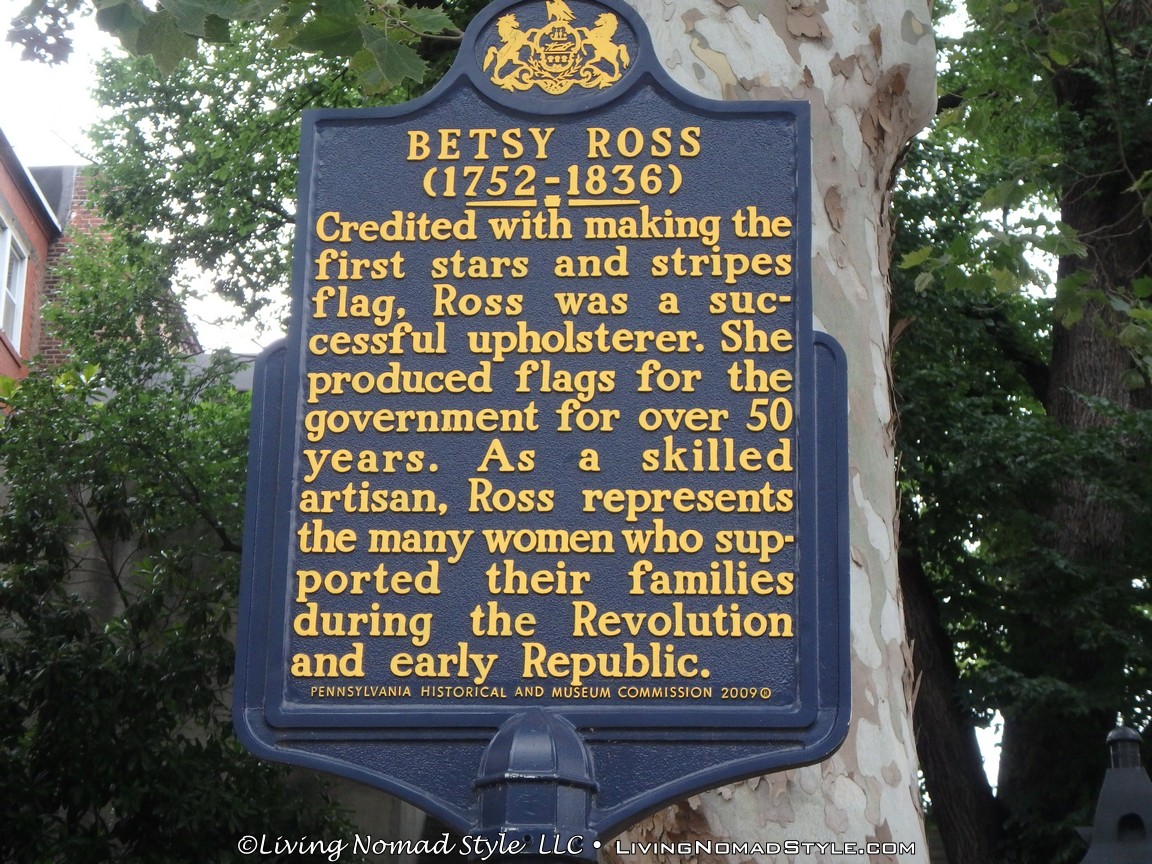 BETSY ROSS
(1752-1836)
Credited with making the
first stars and stripes
flag, Ross was a suc-
cessful upholsterer. She
produced flags for the
government for over 50
years. As a skilled
artisan, Ross represents
the many women who sup-
ported their families
during the Revolution
and early Republic.
PENNSYLVANIA HISTORICAL AND MUSEUM COMMISSION 2009®
©Living Nomad Style LLC • LivingNomadStyle.com